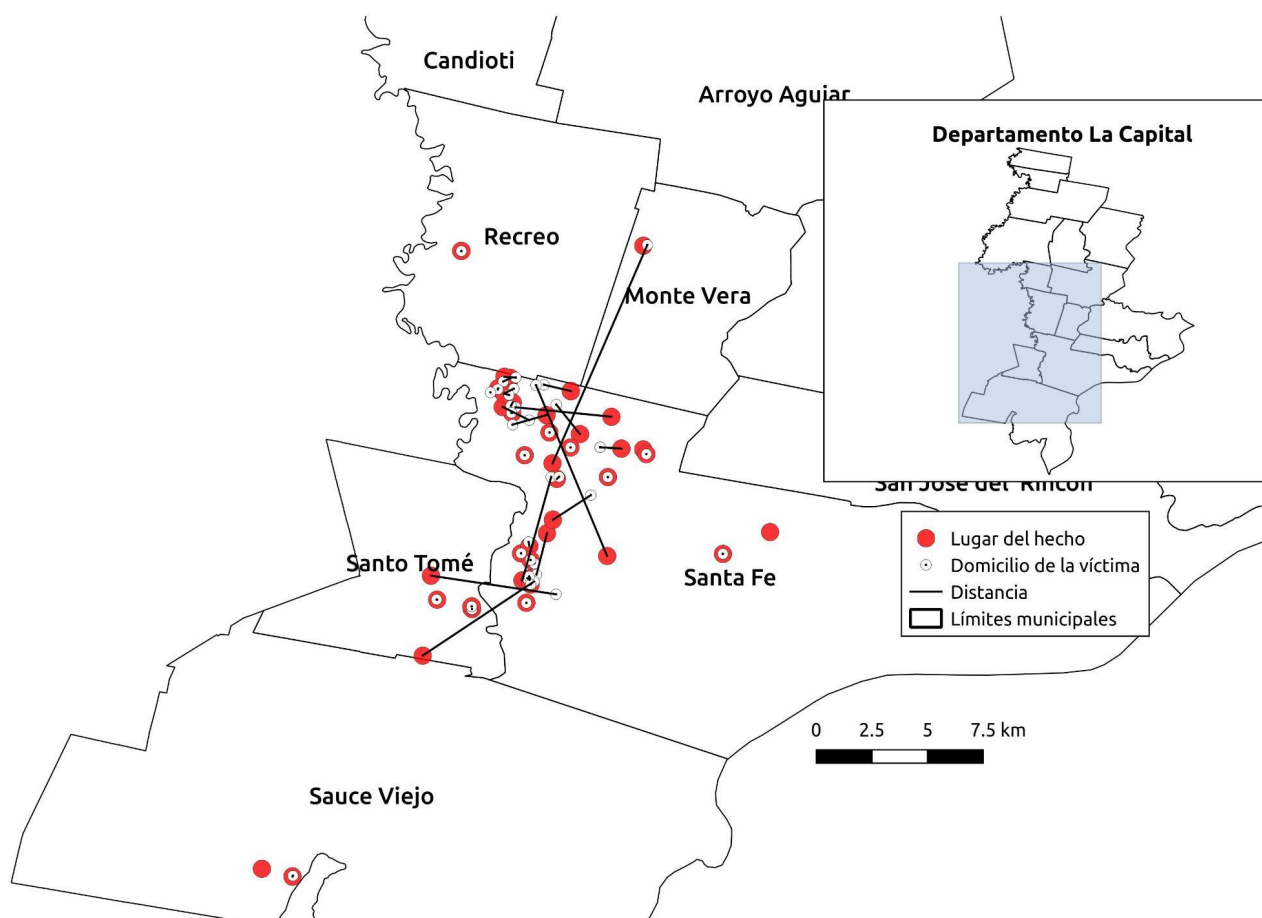 Candioti
Arroyo Aguiar
Departamento La Capital
Recreo
Monte Vera
San José del Rincón
Lugar del hecho
Domicilio de la víctima
Distancia
Límites municipales
Santo Tomé
Santa Fe
0 2.5 5 7.5 km
Sauce Viejo